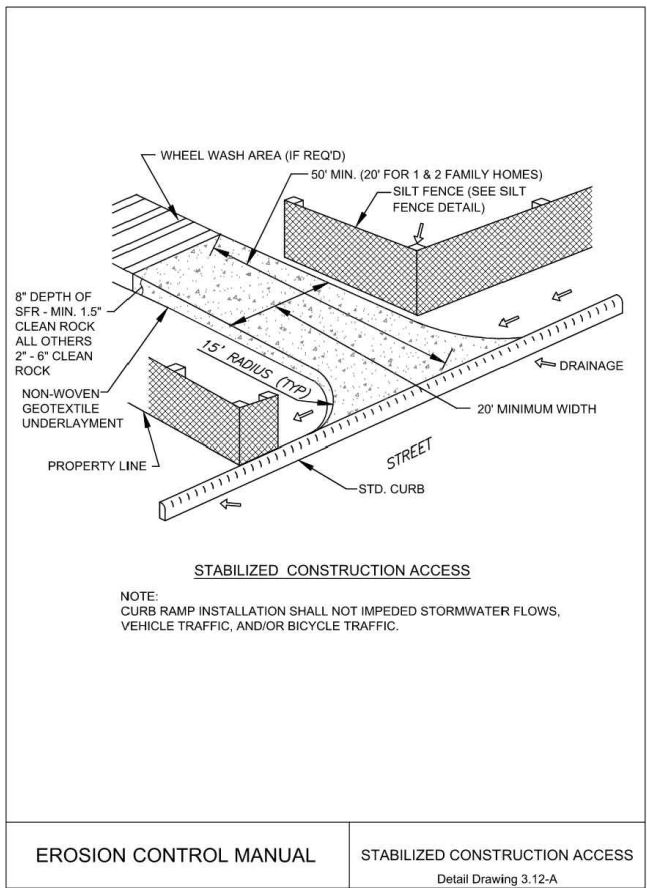 WHEEL WASH AREA (IF REQ'D)
50' MIN. (20' FOR 1 & 2 FAMILY HOMES)
SILT FENCE (SEE SILT
FENCE DETAIL)
8" DEPTH OF
SFR - MIN. 1.5"
CLEAN ROCK
ALL OTHERS
2" - 6" CLEAN
ROCK
NON-WOVEN
GEOTEXTILE
UNDERLAYMENT
PROPERTY LINE
15' RADIUS (TYP)
DRAINAGE
20' MINIMUM WIDTH
STREET
STD. CURB
STABILIZED CONSTRUCTION ACCESS
NOTE:
CURB RAMP INSTALLATION SHALL NOT IMPEDED STORMWATER FLOWS,
VEHICLE TRAFFIC, AND/OR BICYCLE TRAFFIC.
EROSION CONTROL MANUAL
STABILIZED CONSTRUCTION ACCESS
Detail Drawing 3.12-A